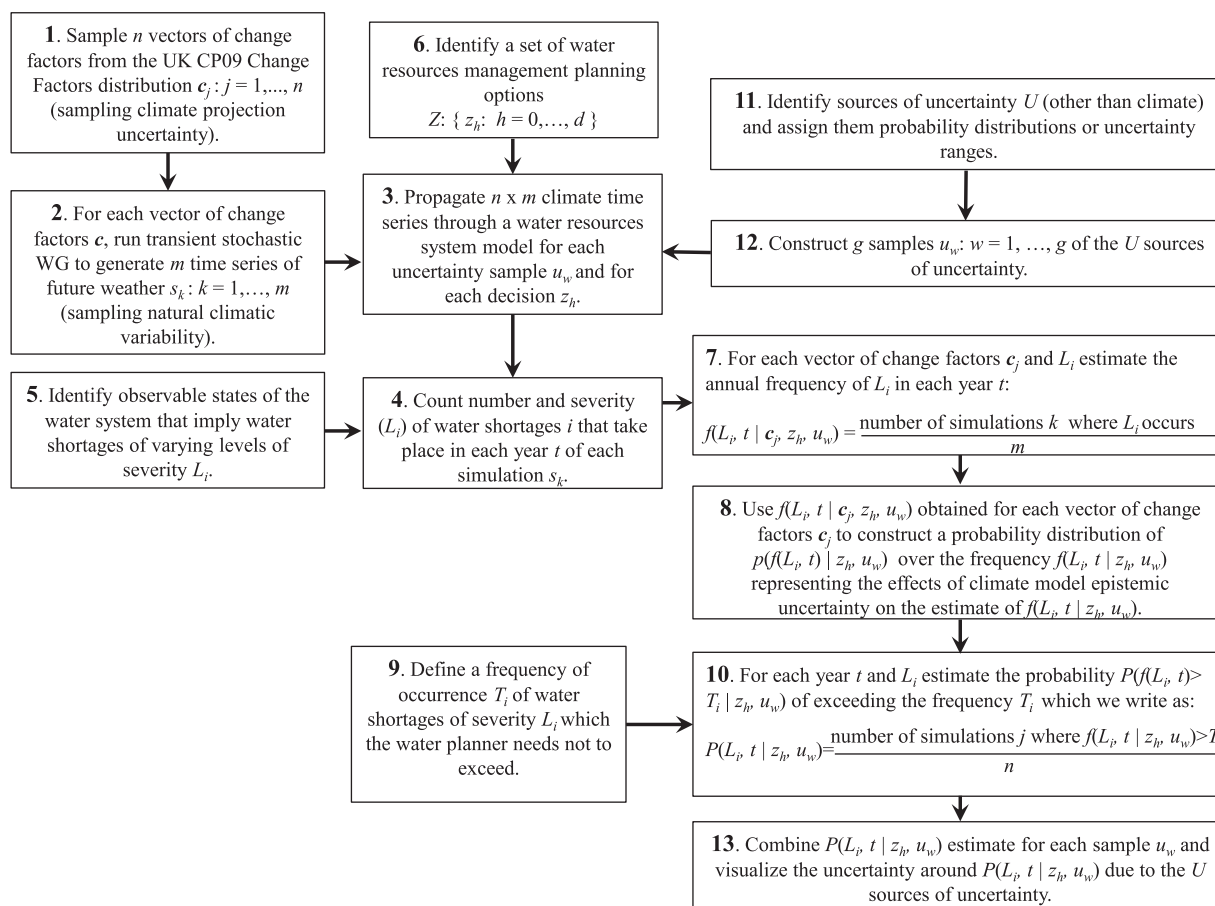 1. Sample n vectors of change
factors from the UK CP09 Change
Factors distribution c_j : j = 1,..., n
(sampling climate projection
uncertainty).
2. For each vector of change
factors c, run transient stochastic
WG to generate m time series of
future weather s_k : k = 1,…, m
(sampling natural climatic
variability).
5. Identify observable states of the
water system that imply water
shortages of varying levels of
severity L_i.
6. Identify a set of water
resources management planning
options
Z: { z_h: h = 0,…, d }
3. Propagate n x m climate time
series through a water resources
system model for each
uncertainty sample u_w and for
each decision z_h.
4. Count number and severity
(L_i) of water shortages i that take
place in each year t of each
simulation s_k.
9. Define a frequency of
occurrence T_i of water
shortages of severity L_i which
the water planner needs not to
exceed.
11. Identify sources of uncertainty U (other than climate)
and assign them probability distributions or uncertainty
ranges.
12. Construct g samples u_w: w = 1, …, g of the U sources
of uncertainty.
7. For each vector of change factors c_j and L_i estimate the
annual frequency of L_i in each year t:
f(L_i, t | c_j, z_h, u_w) = number of simulations k where L_i occurs
m
8. Use f(L_i, t | c_j, z_h, u_w) obtained for each vector of change
factors c_j to construct a probability distribution of
p(f(L_i, t) | z_h, u_w) over the frequency f(L_i, t | z_h, u_w)
representing the effects of climate model epistemic
uncertainty on the estimate of f(L_i, t | z_h, u_w).
10. For each year t and L_i estimate the probability P(f(L_i, t)>
T_i | z_h, u_w) of exceeding the frequency T_i which we write as:
P(L_i, t | z_h, u_w)= number of simulations j where f(L_i, t | z_h, u_w)>T
n
13. Combine P(L_i, t | z_h, u_w) estimate for each sample u_w and
visualize the uncertainty around P(L_i, t | z_h, u_w) due to the U
sources of uncertainty.